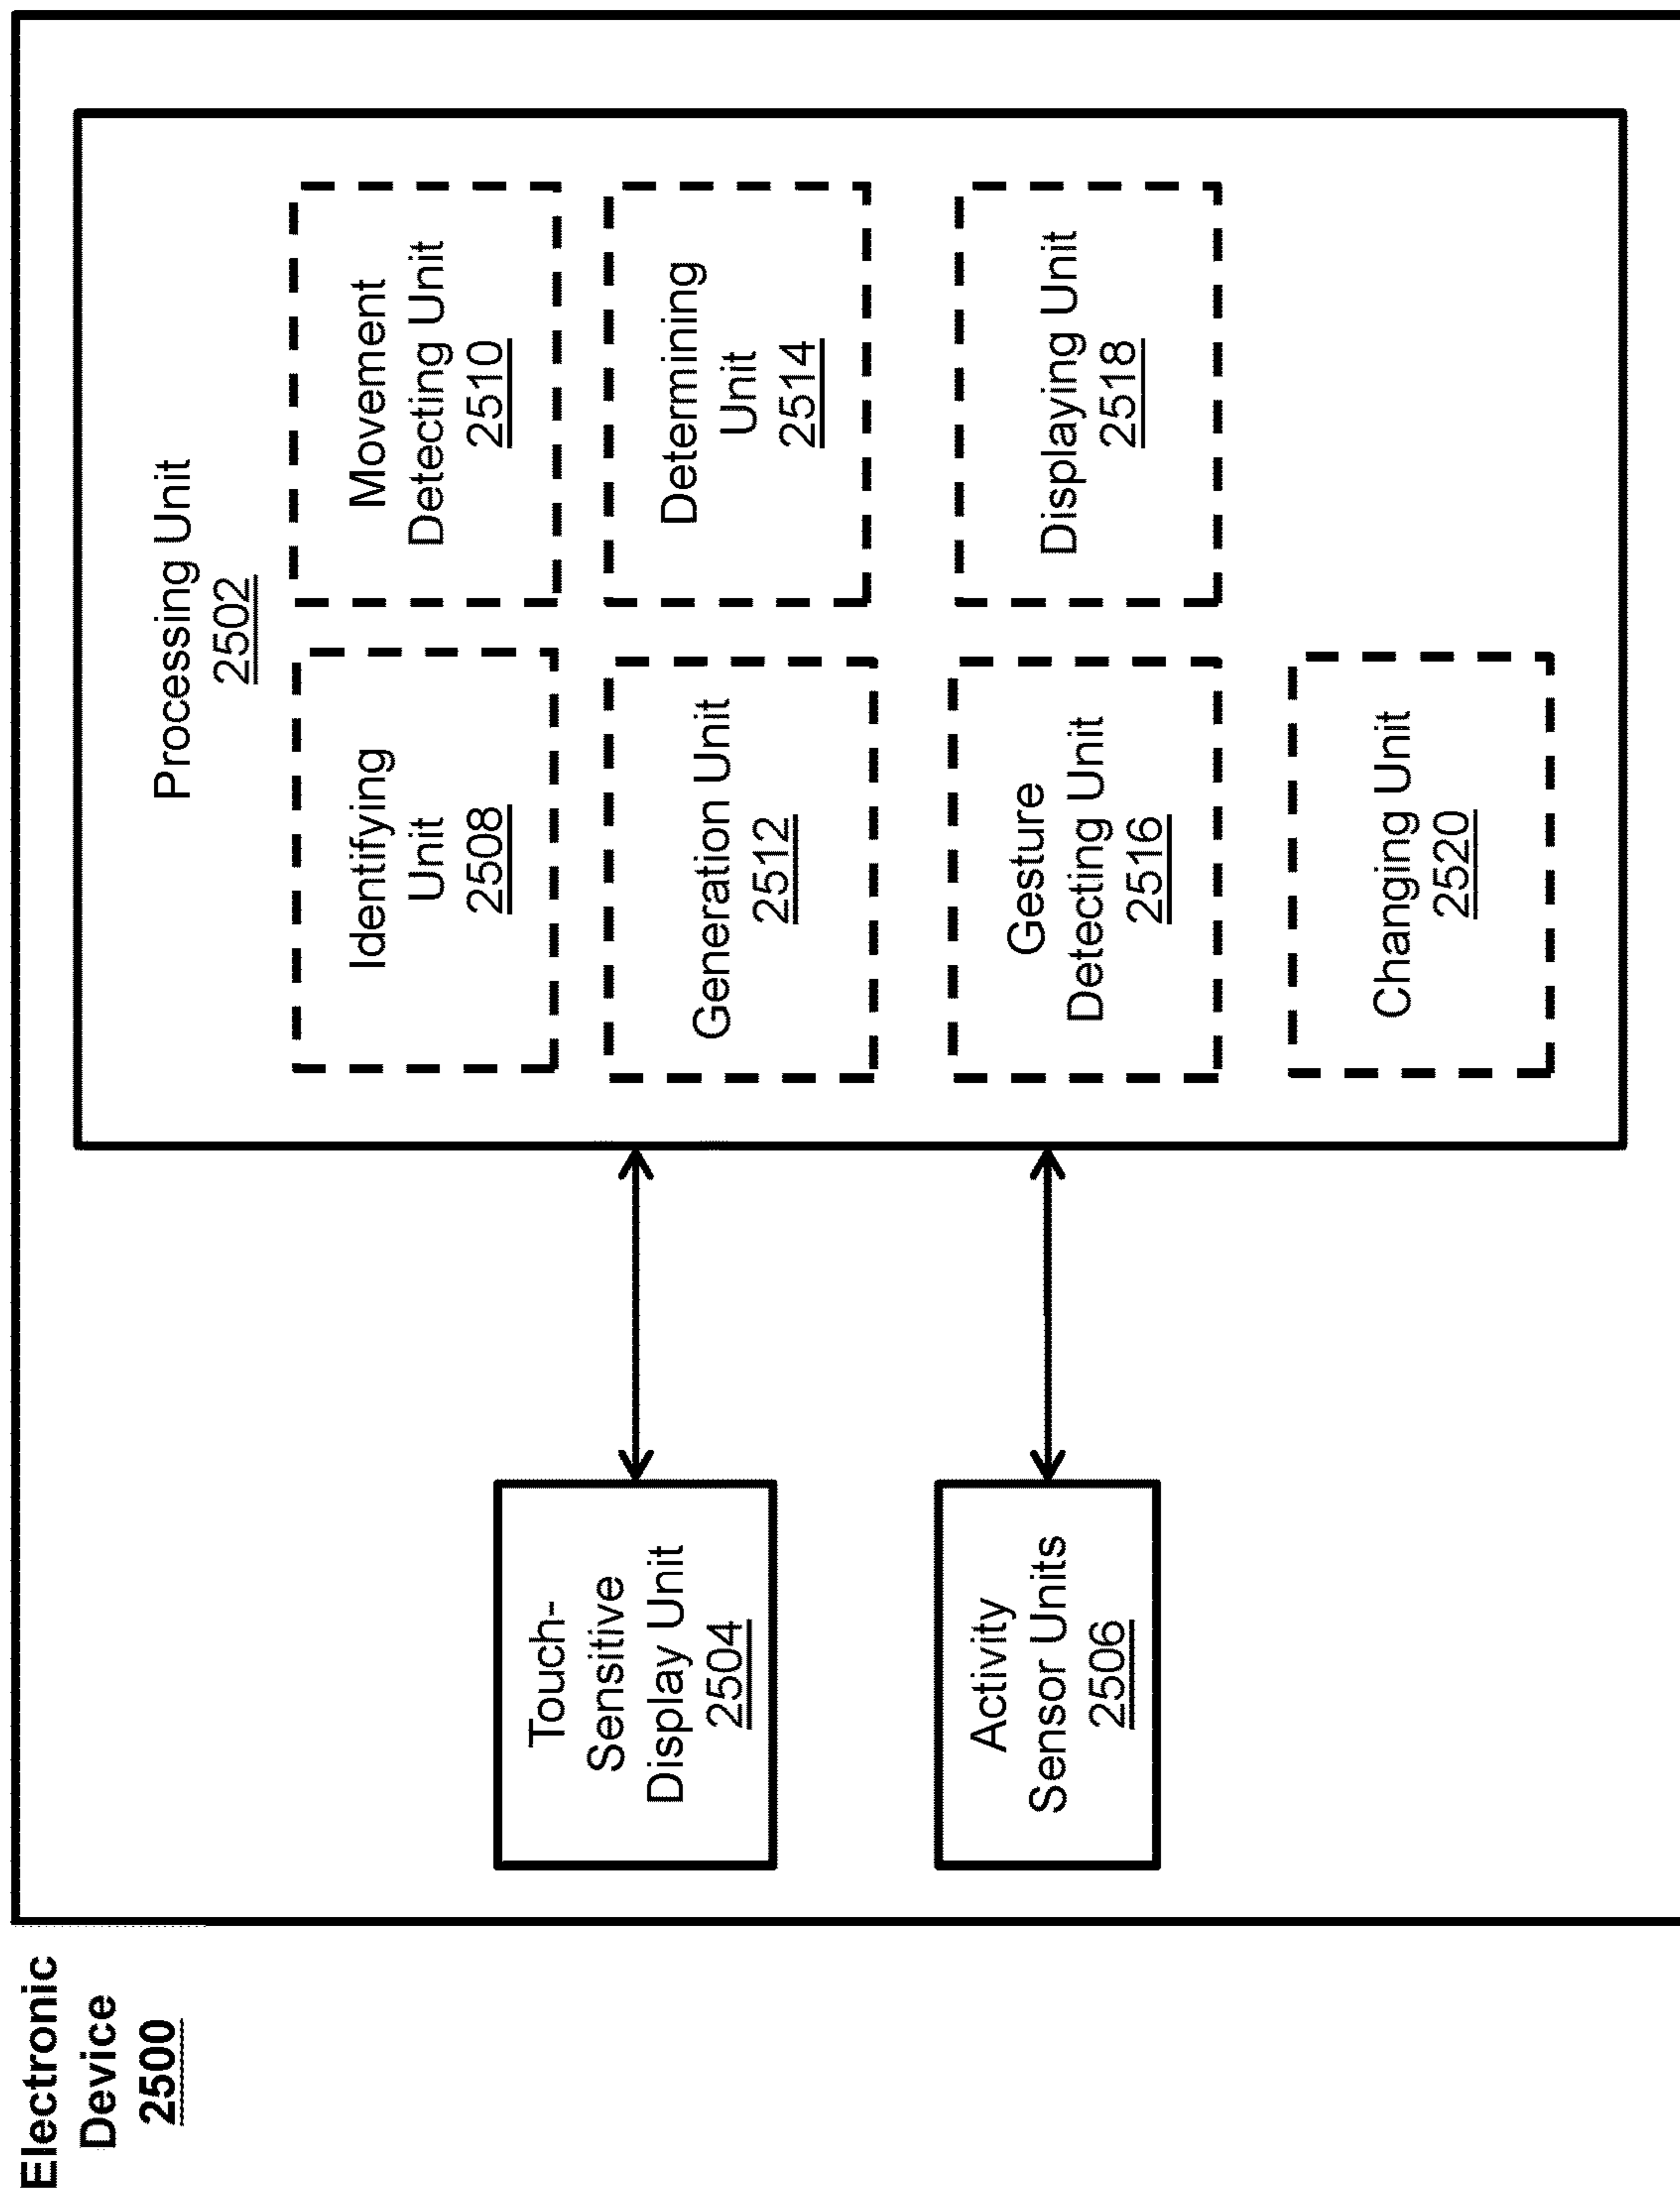 Electronic
Device
2500
Touch-
Sensitive
Display Unit
2504
Activity
Sensor Units
2506
Processing Unit
2502
Identifying
Unit
2508
Movement
Detecting Unit
2510
Generation Unit
2512
Determining
Unit
2514
Gesture
Detecting Unit
2516
Displaying Unit
2518
Changing Unit
2520